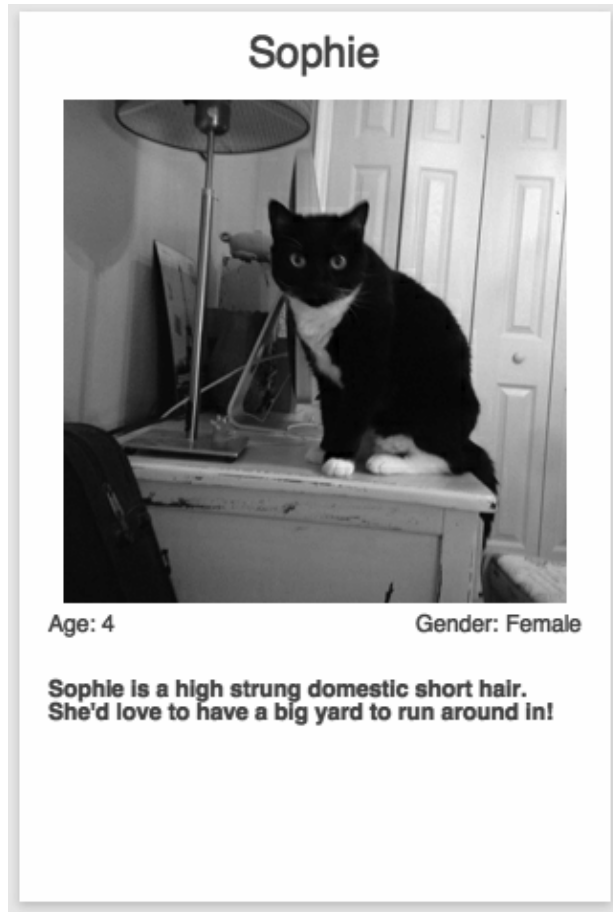 Sophie
Age: 4
Gender: Female
Sophie is a high strung domestic short hair.
She'd love to have a big yard to run around in!